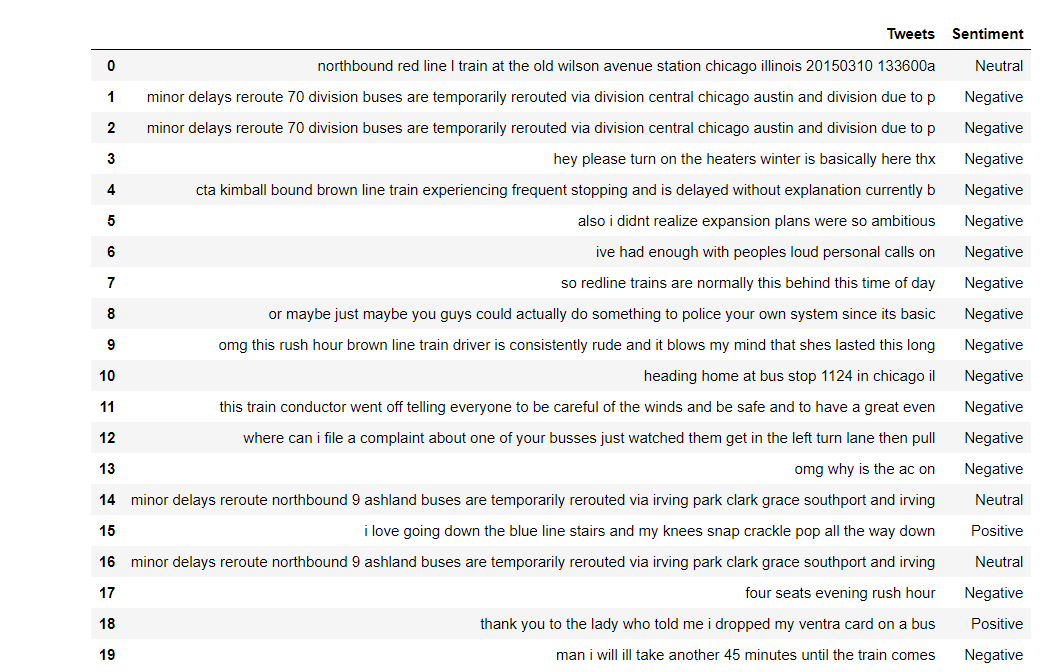 Tweets Sentiment
0 northbound red line l train at the old wilson avenue station chicago illinois 20150310 133600a Neutral
1 minor delays reroute 70 division buses are temporarily rerouted via division central chicago austin and division due to p Negative
2 minor delays reroute 70 division buses are temporarily rerouted via division central chicago austin and division due to p Negative
3 hey please turn on the heaters winter is basically here thx Negative
4 cta kimball bound brown line train experiencing frequent stopping and is delayed without explanation currently b Negative
5 also i didnt realize expansion plans were so ambitious Negative
6 ive had enough with peoples loud personal calls on Negative
7 so redline trains are normally this behind this time of day Negative
8 or maybe just maybe you guys could actually do something to police your own system since its basic Negative
9 omg this rush hour brown line train driver is consistently rude and it blows my mind that shes lasted this long Negative
10 heading home at bus stop 1124 in chicago il Negative
11 this train conductor went off telling everyone to be careful of the winds and be safe and to have a great even Negative
12 where can i file a complaint about one of your busses just watched them get in the left turn lane then pull Negative
13 omg why is the ac on Negative
14 minor delays reroute northbound 9 ashland buses are temporarily rerouted via irving park clark grace southport and irving Neutral
15 i love going down the blue line stairs and my knees snap crackle pop all the way down Positive
16 minor delays reroute northbound 9 ashland buses are temporarily rerouted via irving park clark grace southport and irving Neutral
17 four seats evening rush hour Negative
18 thank you to the lady who told me i dropped my ventra card on a bus Positive
19 man i will ill take another 45 minutes until the train comes Negative